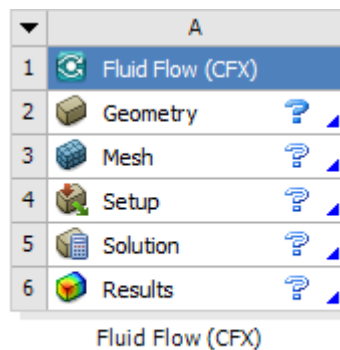 A
1 Fluid Flow (CFX)
2 Geometry ?
3 Mesh ?
4 Setup ?
5 Solution ?
6 Results ?
Fluid Flow (CFX)